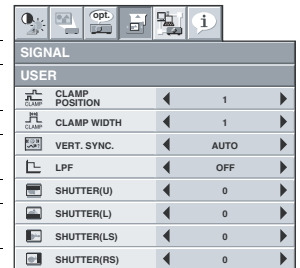 opt.
i
SIGNAL
USER
CLAMP
CLAMP POSITION
1
CLAMP
CLAMP WIDTH
1
VERT. SYNC.
AUTO
LPF
OFF
SHUTTER(U)
0
SHUTTER(L)
0
SHUTTER(LS)
0
SHUTTER(RS)
0